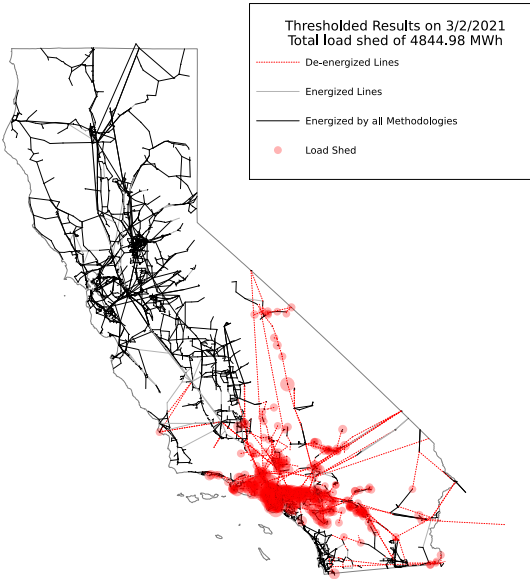 Thresholded Results on 3/2/2021
Total load shed of 4844.98 MWh
De-energized Lines
Energized Lines
Energized by all Methodologies
Load Shed